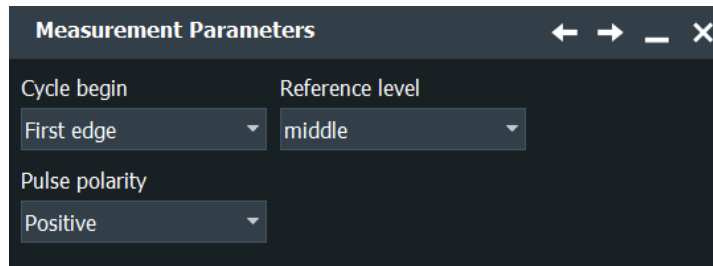 Measurement Parameters
Cycle begin Reference level
First edge middle
Pulse polarity
Positive